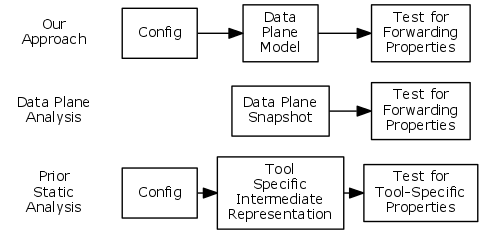 Our
Approach
Config
Data
Plane
Model
Test for
Forwarding
Properties
Data Plane
Analysis
Data Plane
Snapshot
Test for
Forwarding
Properties
Prior
Static
Analysis
Config
Tool
Specific
Intermediate
Representation
Test for
Tool-Specific
Properties